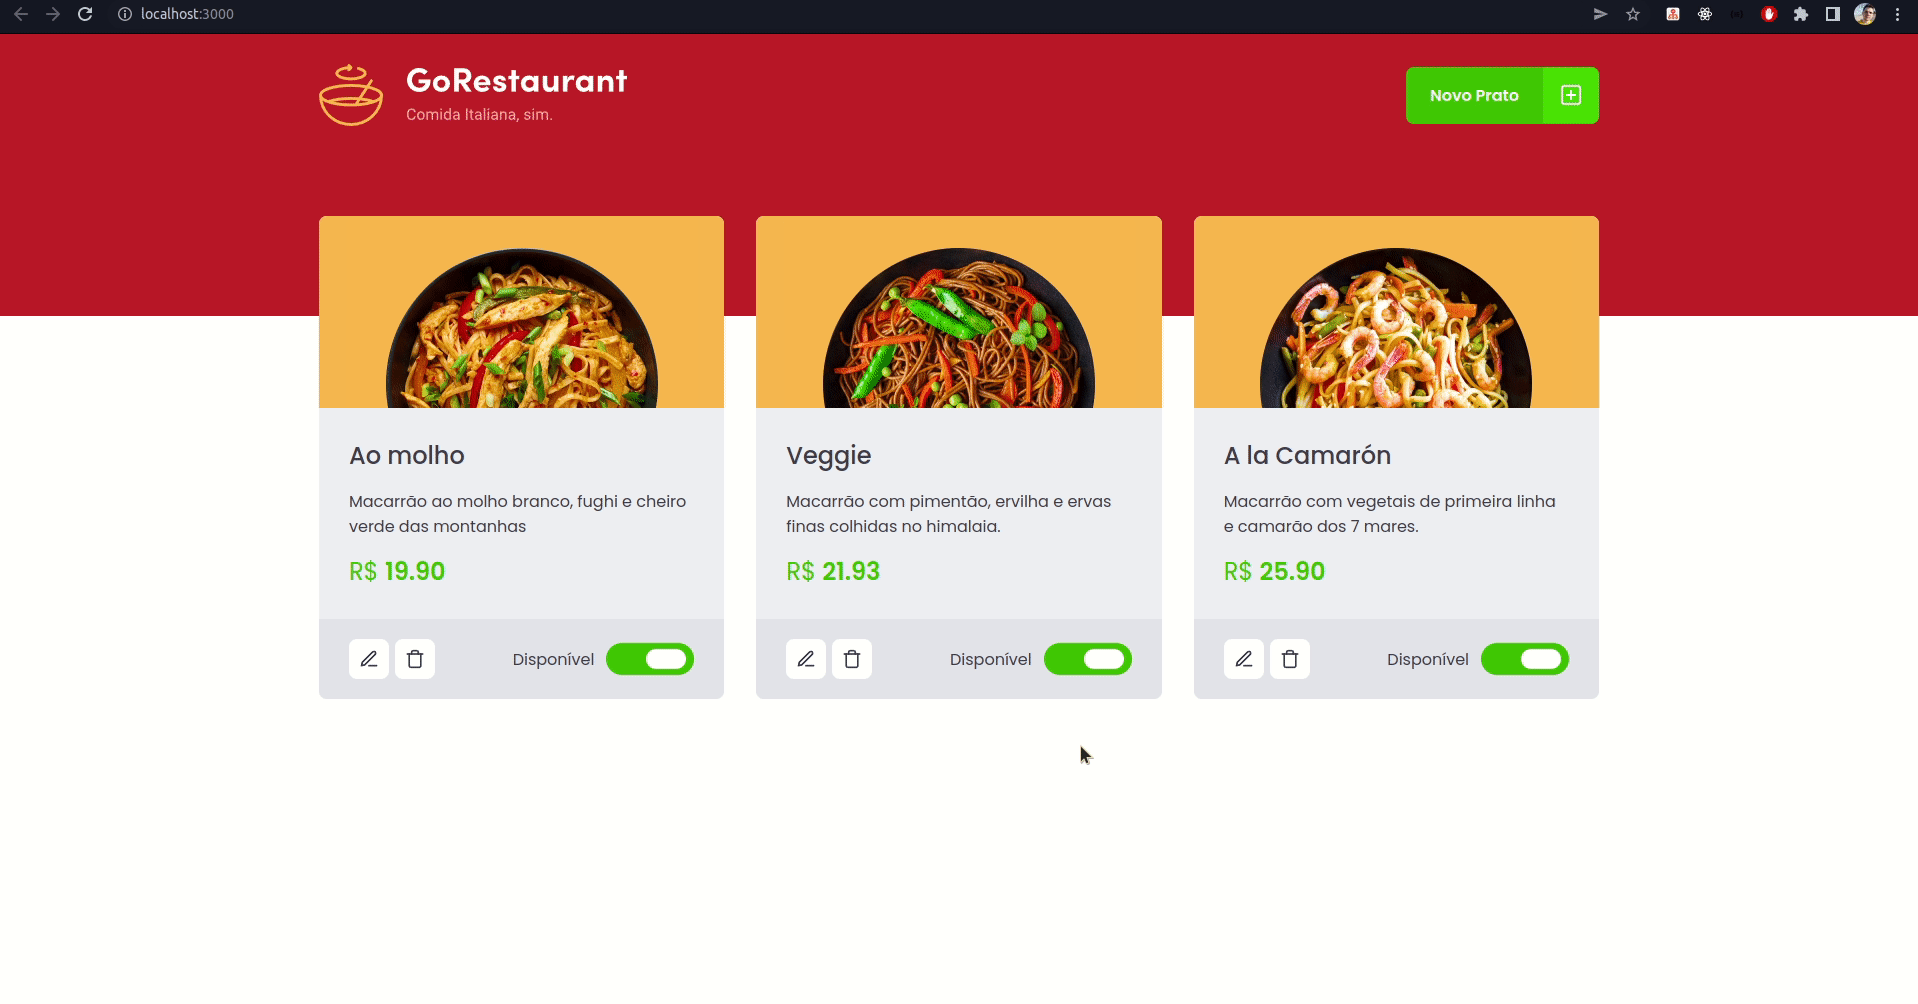 localhost:3000
GoRestaurant
Comida Italiana, sim.
Novo Prato
Ao molho
Macarrão ao molho branco, fughi e cheiro
verde das montanhas
R$ 19.90
Disponível
Veggie
Macarrão com pimentão, ervilha e ervas
finas colhidas no himalaia.
R$ 21.93
Disponível
A la Camarón
Macarrão com vegetais de primeira linha
e camarão dos 7 mares.
R$ 25.90
Disponível